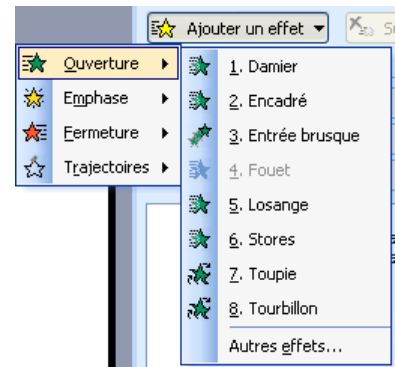 Ajouter un effet
Ouverture
Emphase
Fermeture
Trajectoires
1. Damier
2. Encadré
3. Entrée brusque
4. Fouet
5. Losange
6. Stores
7. Toupie
8. Tourbillon
Autres effets...